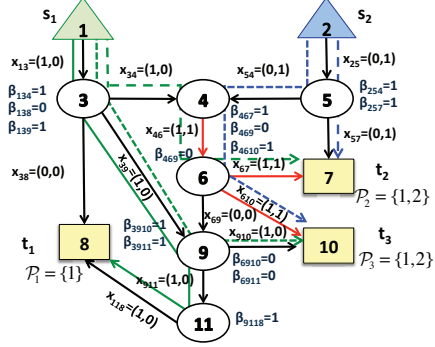 s₁
s₂
1
2
x₁₃=(1,0)
x₃₄=(1,0)
x₅₄=(0,1)
x₂₅=(0,1)
β₁₃₄=1
β₁₃₈=0
β₁₃₉=1
3
4
5
β₂₅₄=1
β₂₅₇=1
x₄₆=(1,1)
β₄₆₇=1
β₄₆₉=0
β₄₆₁₀=1
x₅₇=(0,1)
β₄₆₉=0
x₃₈=(0,0)
x₃₉=(1,0)
6
x₆₇=(1,1)
7
t₂
𝒫₂ = {1,2}
x₆₁₀=(1,1)
x₆₉=(0,0)
β₃₉₁₀=1
β₃₉₁₁=1
x₉₁₀=(1,0)
t₁
8
9
10
t₃
𝒫₁ = {1}
𝒫₃ = {1,2}
β₆₉₁₀=0
β₆₉₁₁=0
x₉₁₁=(1,0)
x₁₁₈=(1,0)
11
β₉₁₁₈=1